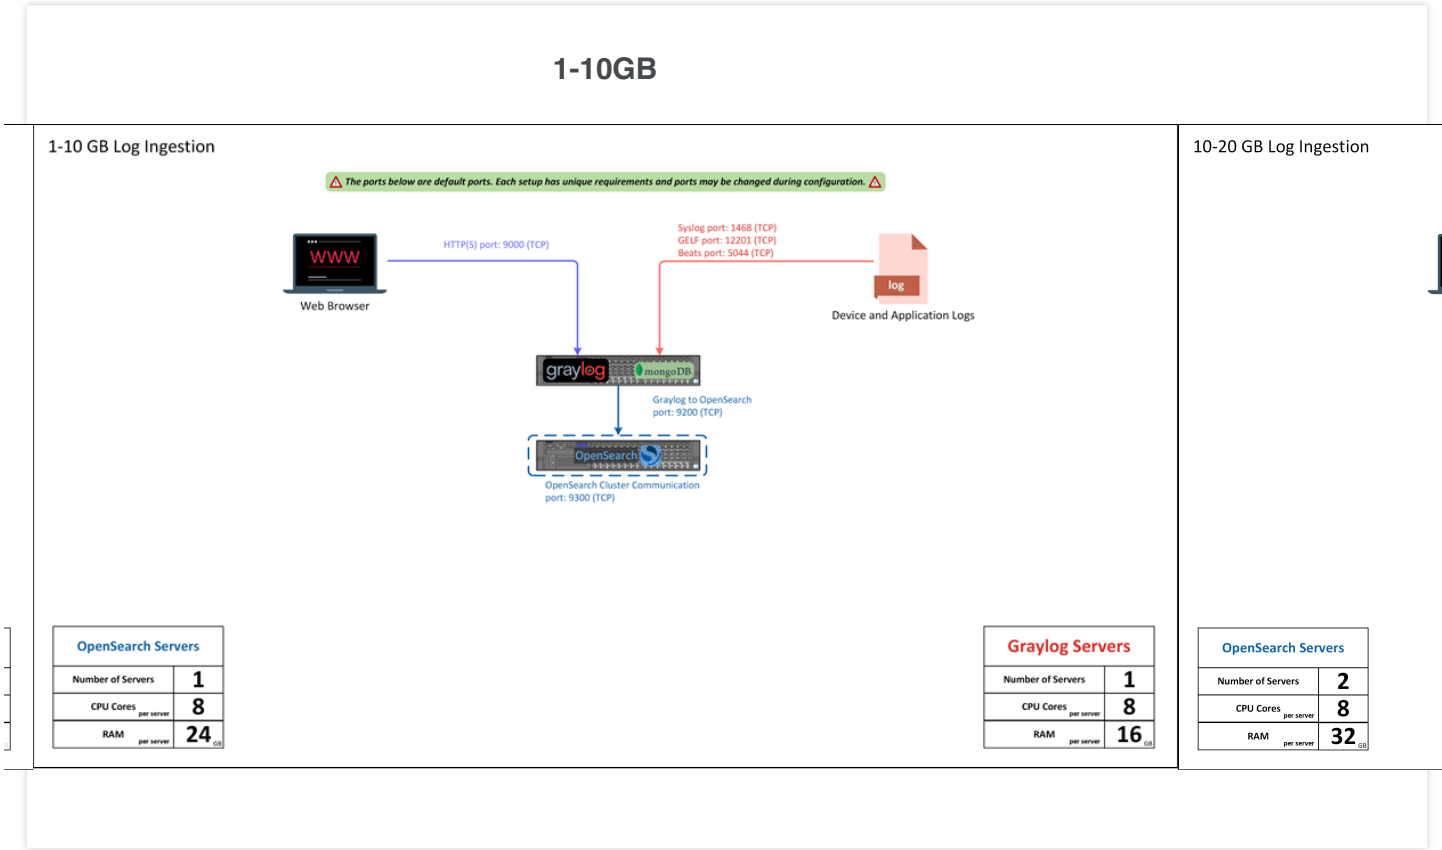 1-10GB
1-10 GB Log Ingestion
The ports below are default ports. Each setup has unique requirements and ports may be changed during configuration.
HTTP(S) port: 9000 (TCP)
Syslog port: 1468 (TCP)
GELF port: 12201 (TCP)
Beats port: 5044 (TCP)
WWW
Web Browser
log
Device and Application Logs
graylog
mongoDB
Graylog to OpenSearch
port: 9200 (TCP)
OpenSearch
OpenSearch Cluster Communication
port: 9300 (TCP)
OpenSearch Servers
Number of Servers 1
CPU Cores per server 8
RAM per server 24 GB
Graylog Servers
Number of Servers 1
CPU Cores per server 8
RAM per server 16 GB
10-20 GB Log Ingestion
OpenSearch Servers
Number of Servers 2
CPU Cores per server 8
RAM per server 32 GB